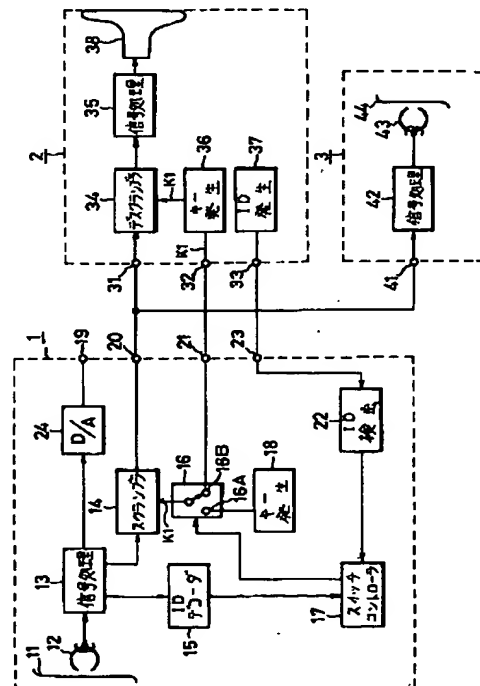 1
19
24
D/A
20
21
23
13
信号処理
14
スクランブラ
K1
16
16B
16A
18
キー発生
22
ID検出
11
12
15
IDデコーダ
17
スイッチコントローラ
2
38
35
信号処理
34
デスクランブラ
K1
36
キー発生
37
ID発生
K1
31
32
33
3
44
43
42
信号処理
41